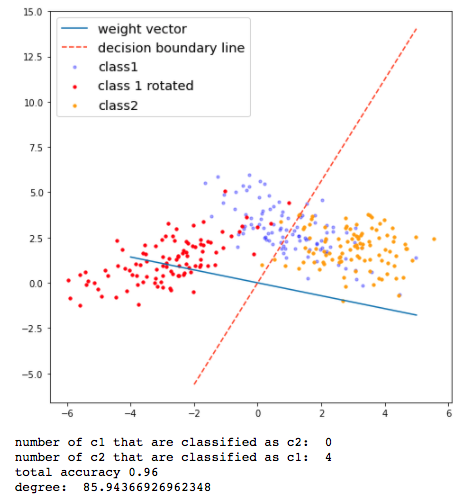 15.0
12.5
10.0
7.5
5.0
2.5
0.0
−2.5
−5.0
weight vector
decision boundary line
class1
class 1 rotated
class2
−6 −4 −2 0 2 4 6
number of c1 that are classified as c2: 0
number of c2 that are classified as c1: 4
total accuracy 0.96
degree: 85.94366926962348